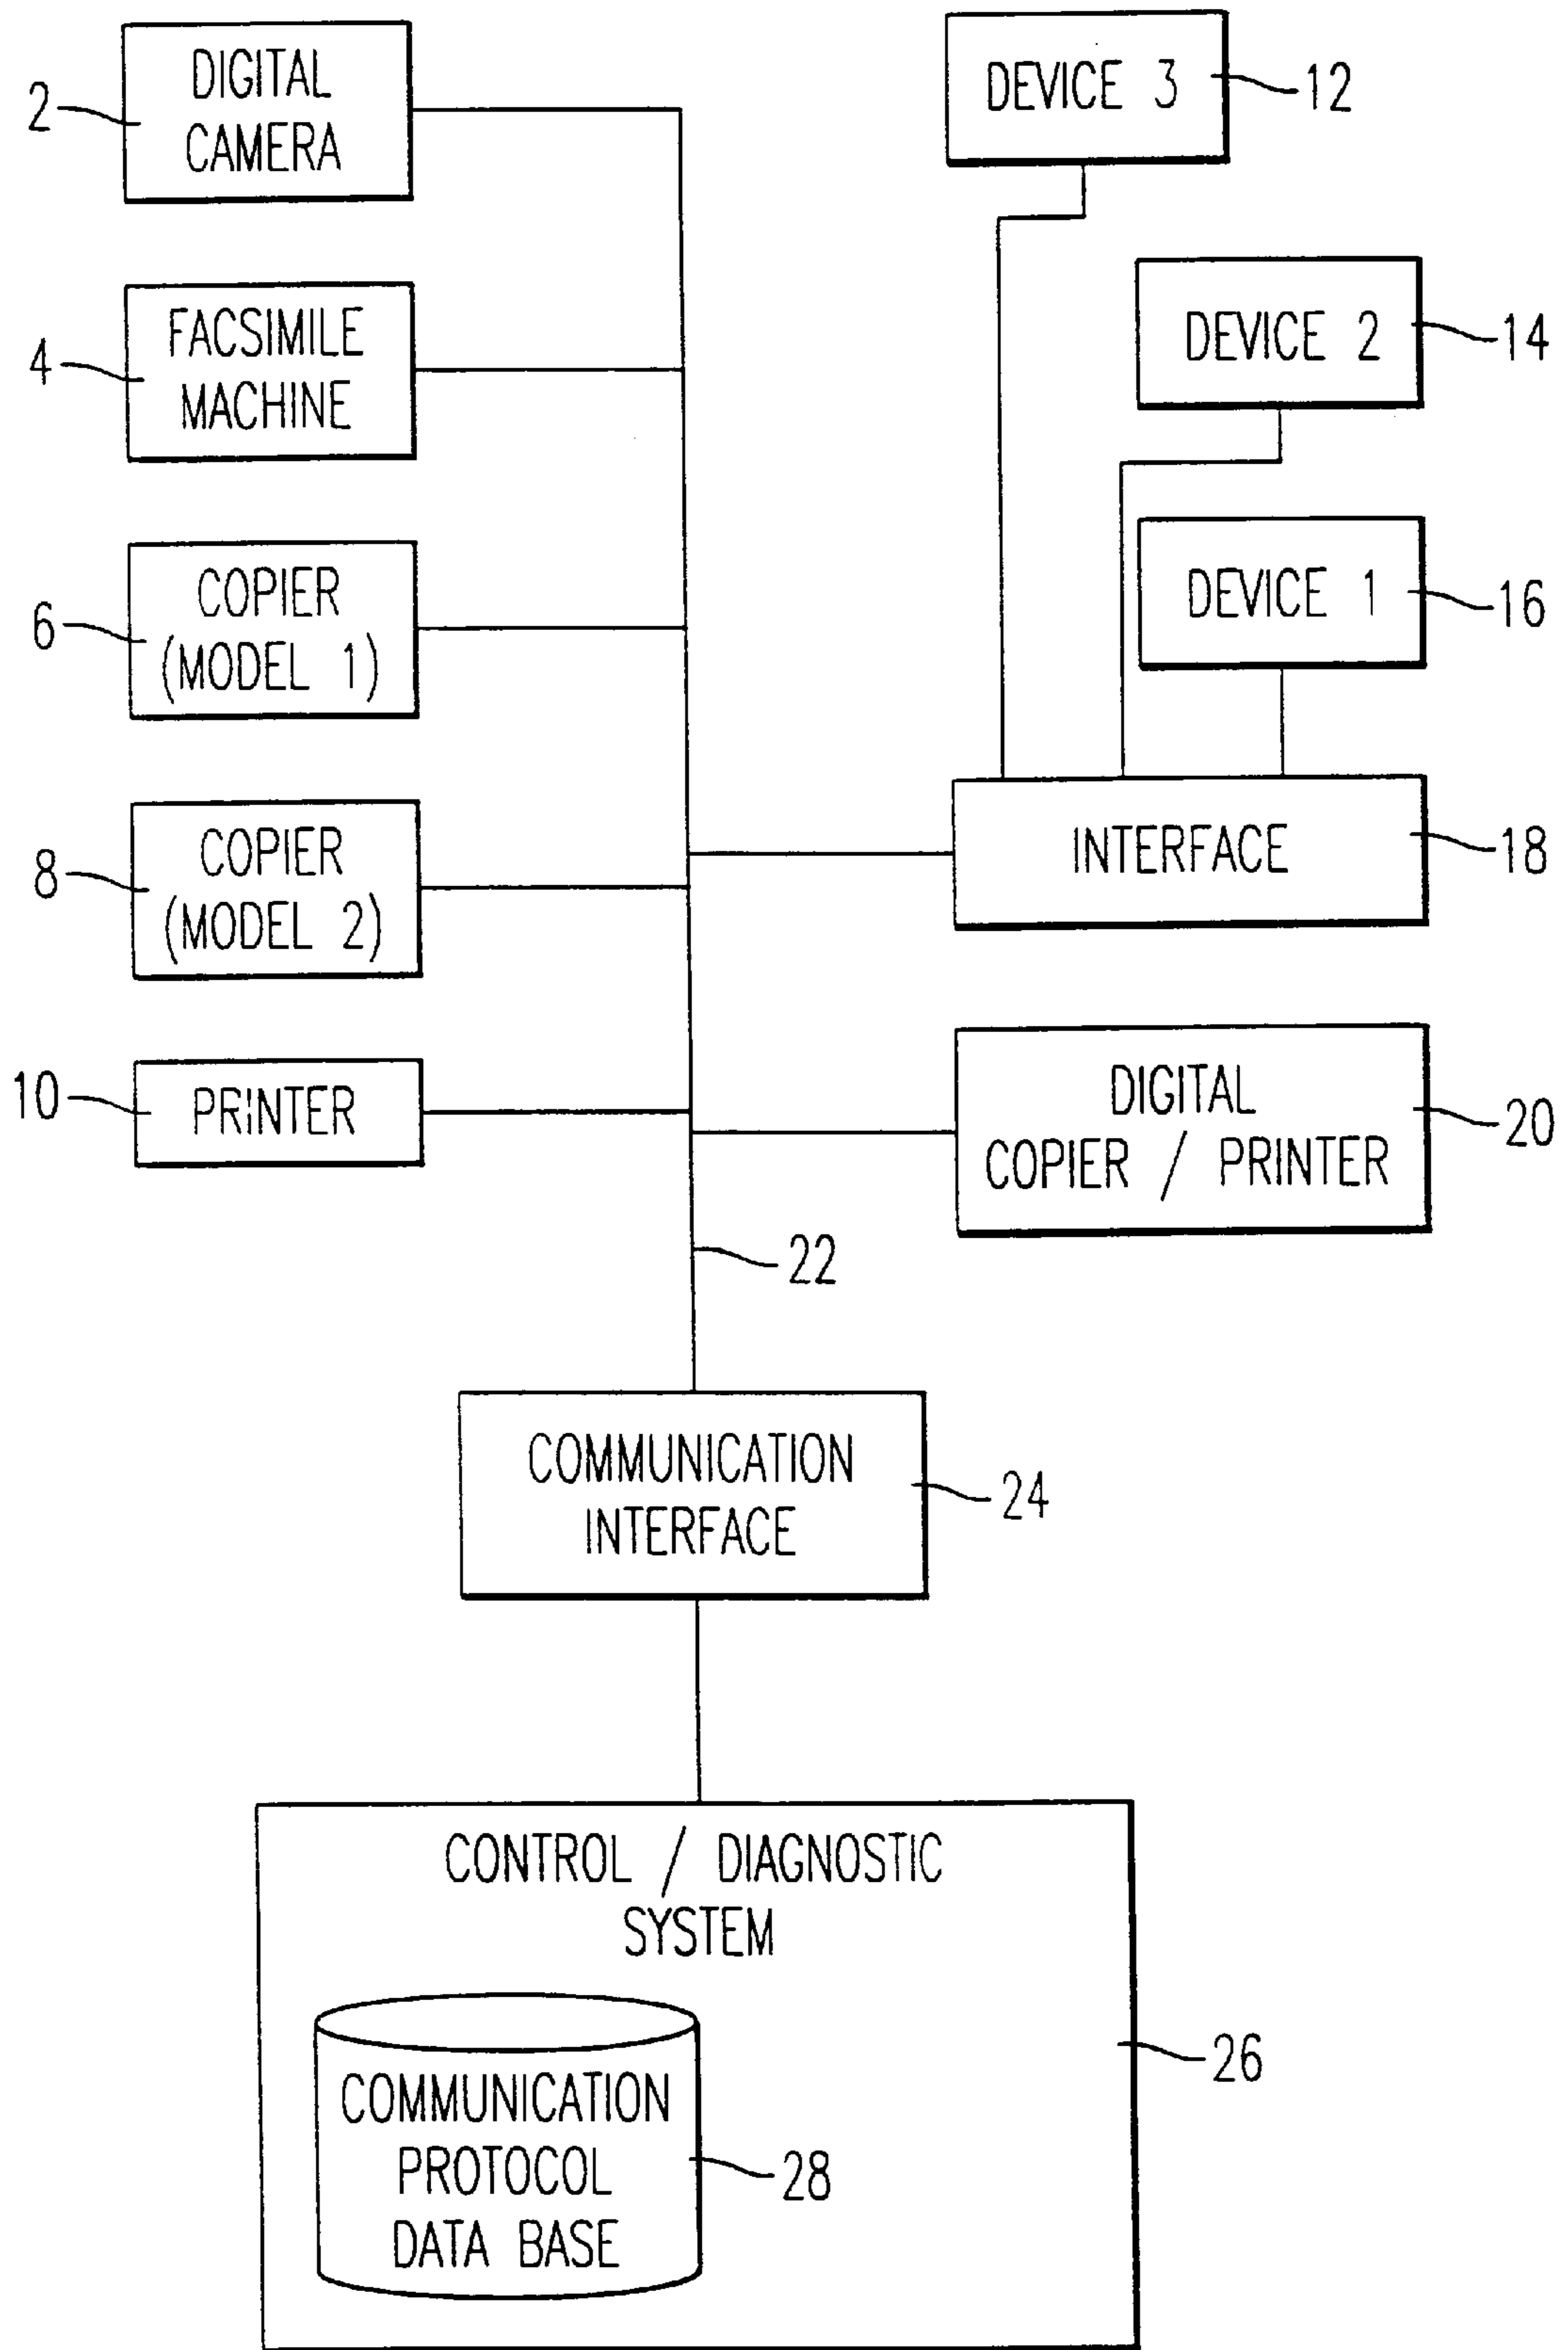 DIGITAL
CAMERA
2
FACSIMILE
MACHINE
4
COPIER
(MODEL 1)
6
COPIER
(MODEL 2)
8
PRINTER
10
DEVICE 3
12
DEVICE 2
14
DEVICE 1
16
INTERFACE
18
DIGITAL
COPIER / PRINTER
20
22
COMMUNICATION
INTERFACE
24
CONTROL / DIAGNOSTIC
SYSTEM
26
COMMUNICATION
PROTOCOL
DATA BASE
28